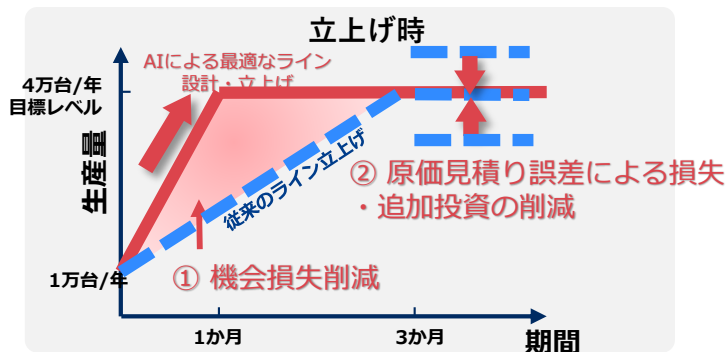 立上げ時
AIによる最適なライン
設計・立上げ
4万台/年
目標レベル
生産量
従来のライン立上げ
② 原価見積り誤差による損失
・追加投資の削減
① 機会損失削減
1万台/年
1か月
3か月
期間